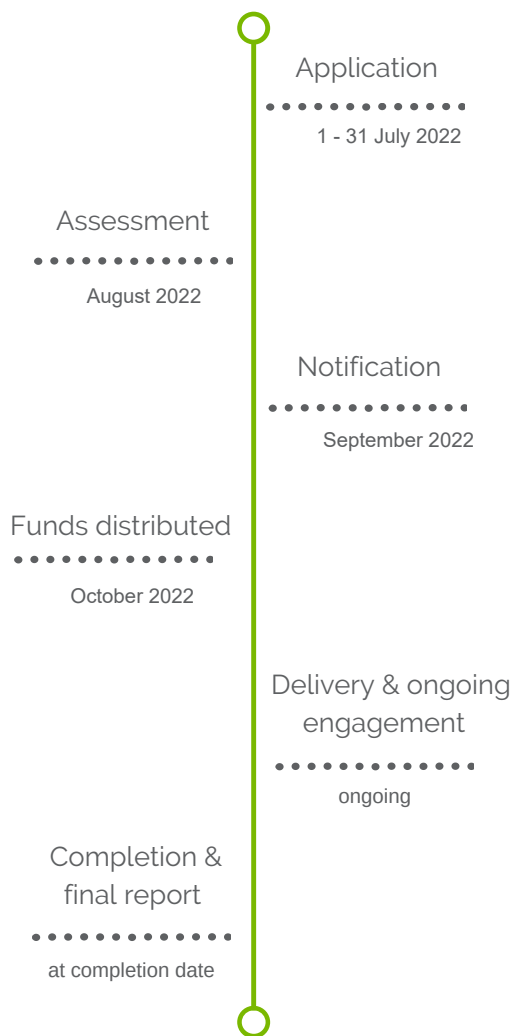 Application
1 - 31 July 2022
Assessment
August 2022
Notification
September 2022
Funds distributed
October 2022
Delivery & ongoing
engagement
ongoing
Completion &
final report
at completion date